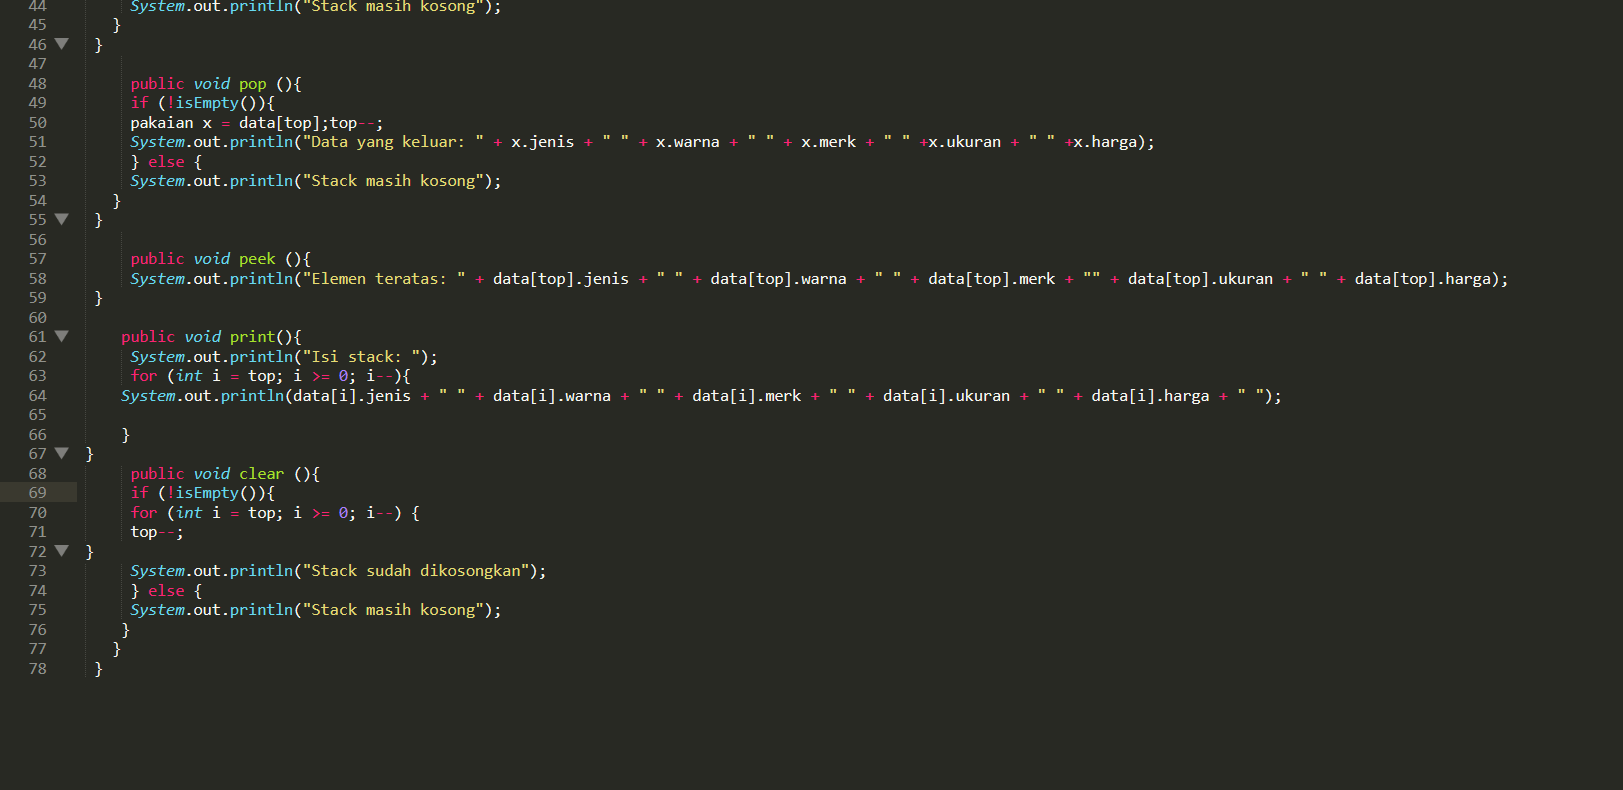 44 System.out.println("Stack masih kosong");
45 }
46 }
47
48 public void pop (){
49 if (!isEmpty()){
50 pakaian x = data[top];top--;
51 System.out.println("Data yang keluar: " + x.jenis + " " + x.warna + " " + x.merk + " " +x.ukuran + " " +x.harga);
52 } else {
53 System.out.println("Stack masih kosong");
54 }
55 }
56
57 public void peek (){
58 System.out.println("Elemen teratas: " + data[top].jenis + " " + data[top].warna + " " + data[top].merk + "" + data[top].ukuran + " " + data[top].harga);
59 }
60
61 public void print(){
62 System.out.println("Isi stack: ");
63 for (int i = top; i >= 0; i--){
64 System.out.println(data[i].jenis + " " + data[i].warna + " " + data[i].merk + " " + data[i].ukuran + " " + data[i].harga + " ");
65
66 }
67 }
68 public void clear (){
69 if (!isEmpty()){
70 for (int i = top; i >= 0; i--) {
71 top--;
72 }
73 System.out.println("Stack sudah dikosongkan");
74 } else {
75 System.out.println("Stack masih kosong");
76 }
77 }
78 }